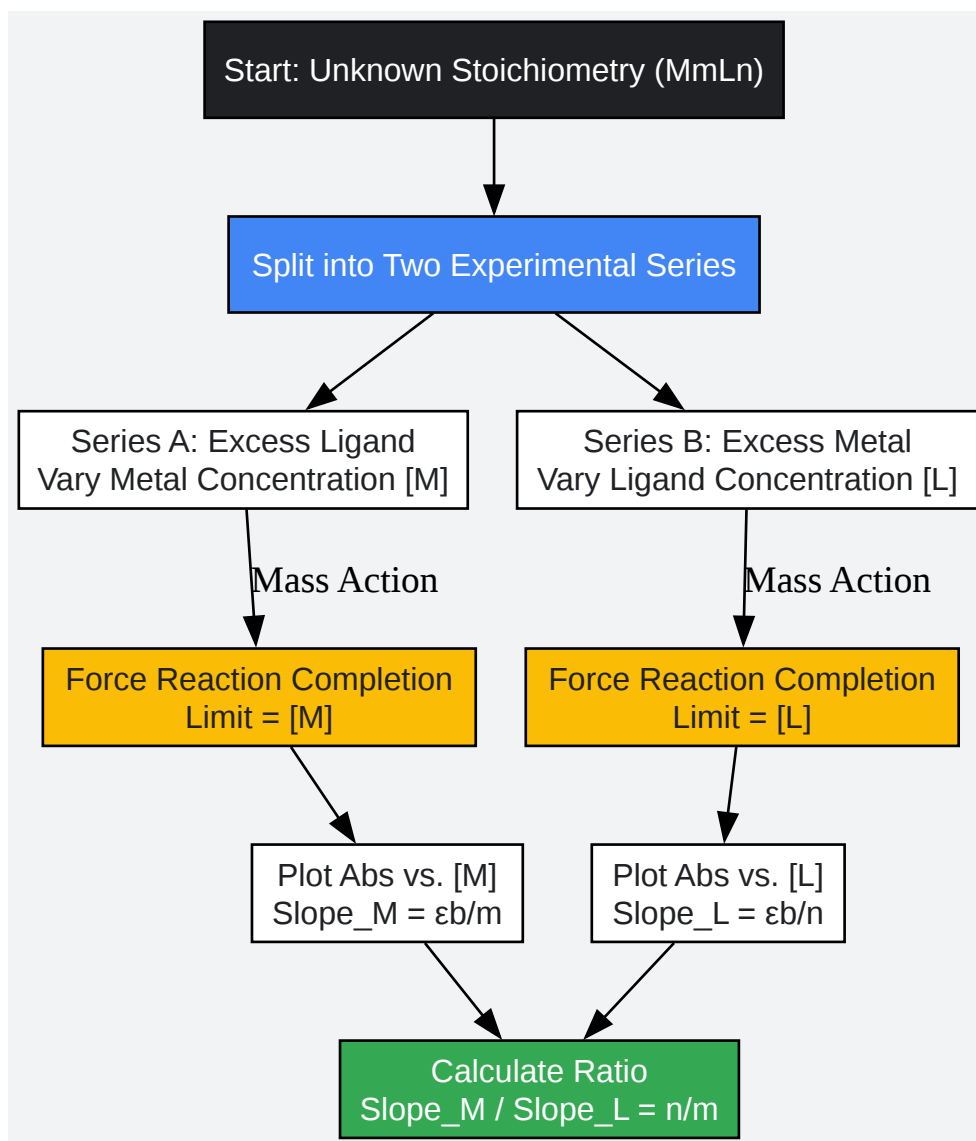 Start: Unknown Stoichiometry (MmLn)
Split into Two Experimental Series
Series A: Excess Ligand
Vary Metal Concentration [M]
Series B: Excess Metal
Vary Ligand Concentration [L]
Mass Action
Mass Action
Force Reaction Completion
Limit = [M]
Force Reaction Completion
Limit = [L]
Plot Abs vs. [M]
Slope_M = εb/m
Plot Abs vs. [L]
Slope_L = εb/n
Calculate Ratio
Slope_M / Slope_L = n/m